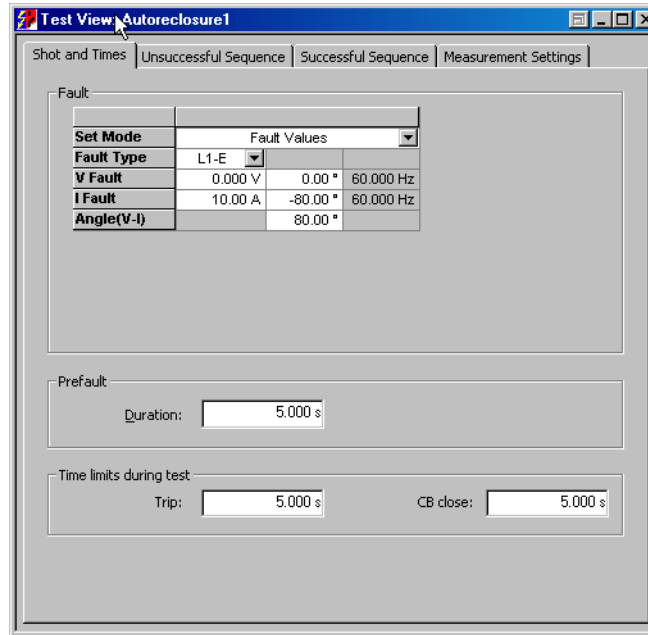 Test View: Autoreclosure1
Shot and Times Unsuccessful Sequence Successful Sequence Measurement Settings
Fault
Set Mode Fault Values
Fault Type L1-E
V Fault 0.000 V 0.00 ° 60.000 Hz
I Fault 10.00 A -80.00 ° 60.000 Hz
Angle(V-I) 80.00 °
Prefault
Duration: 5.000 s
Time limits during test
Trip: 5.000 s CB close: 5.000 s